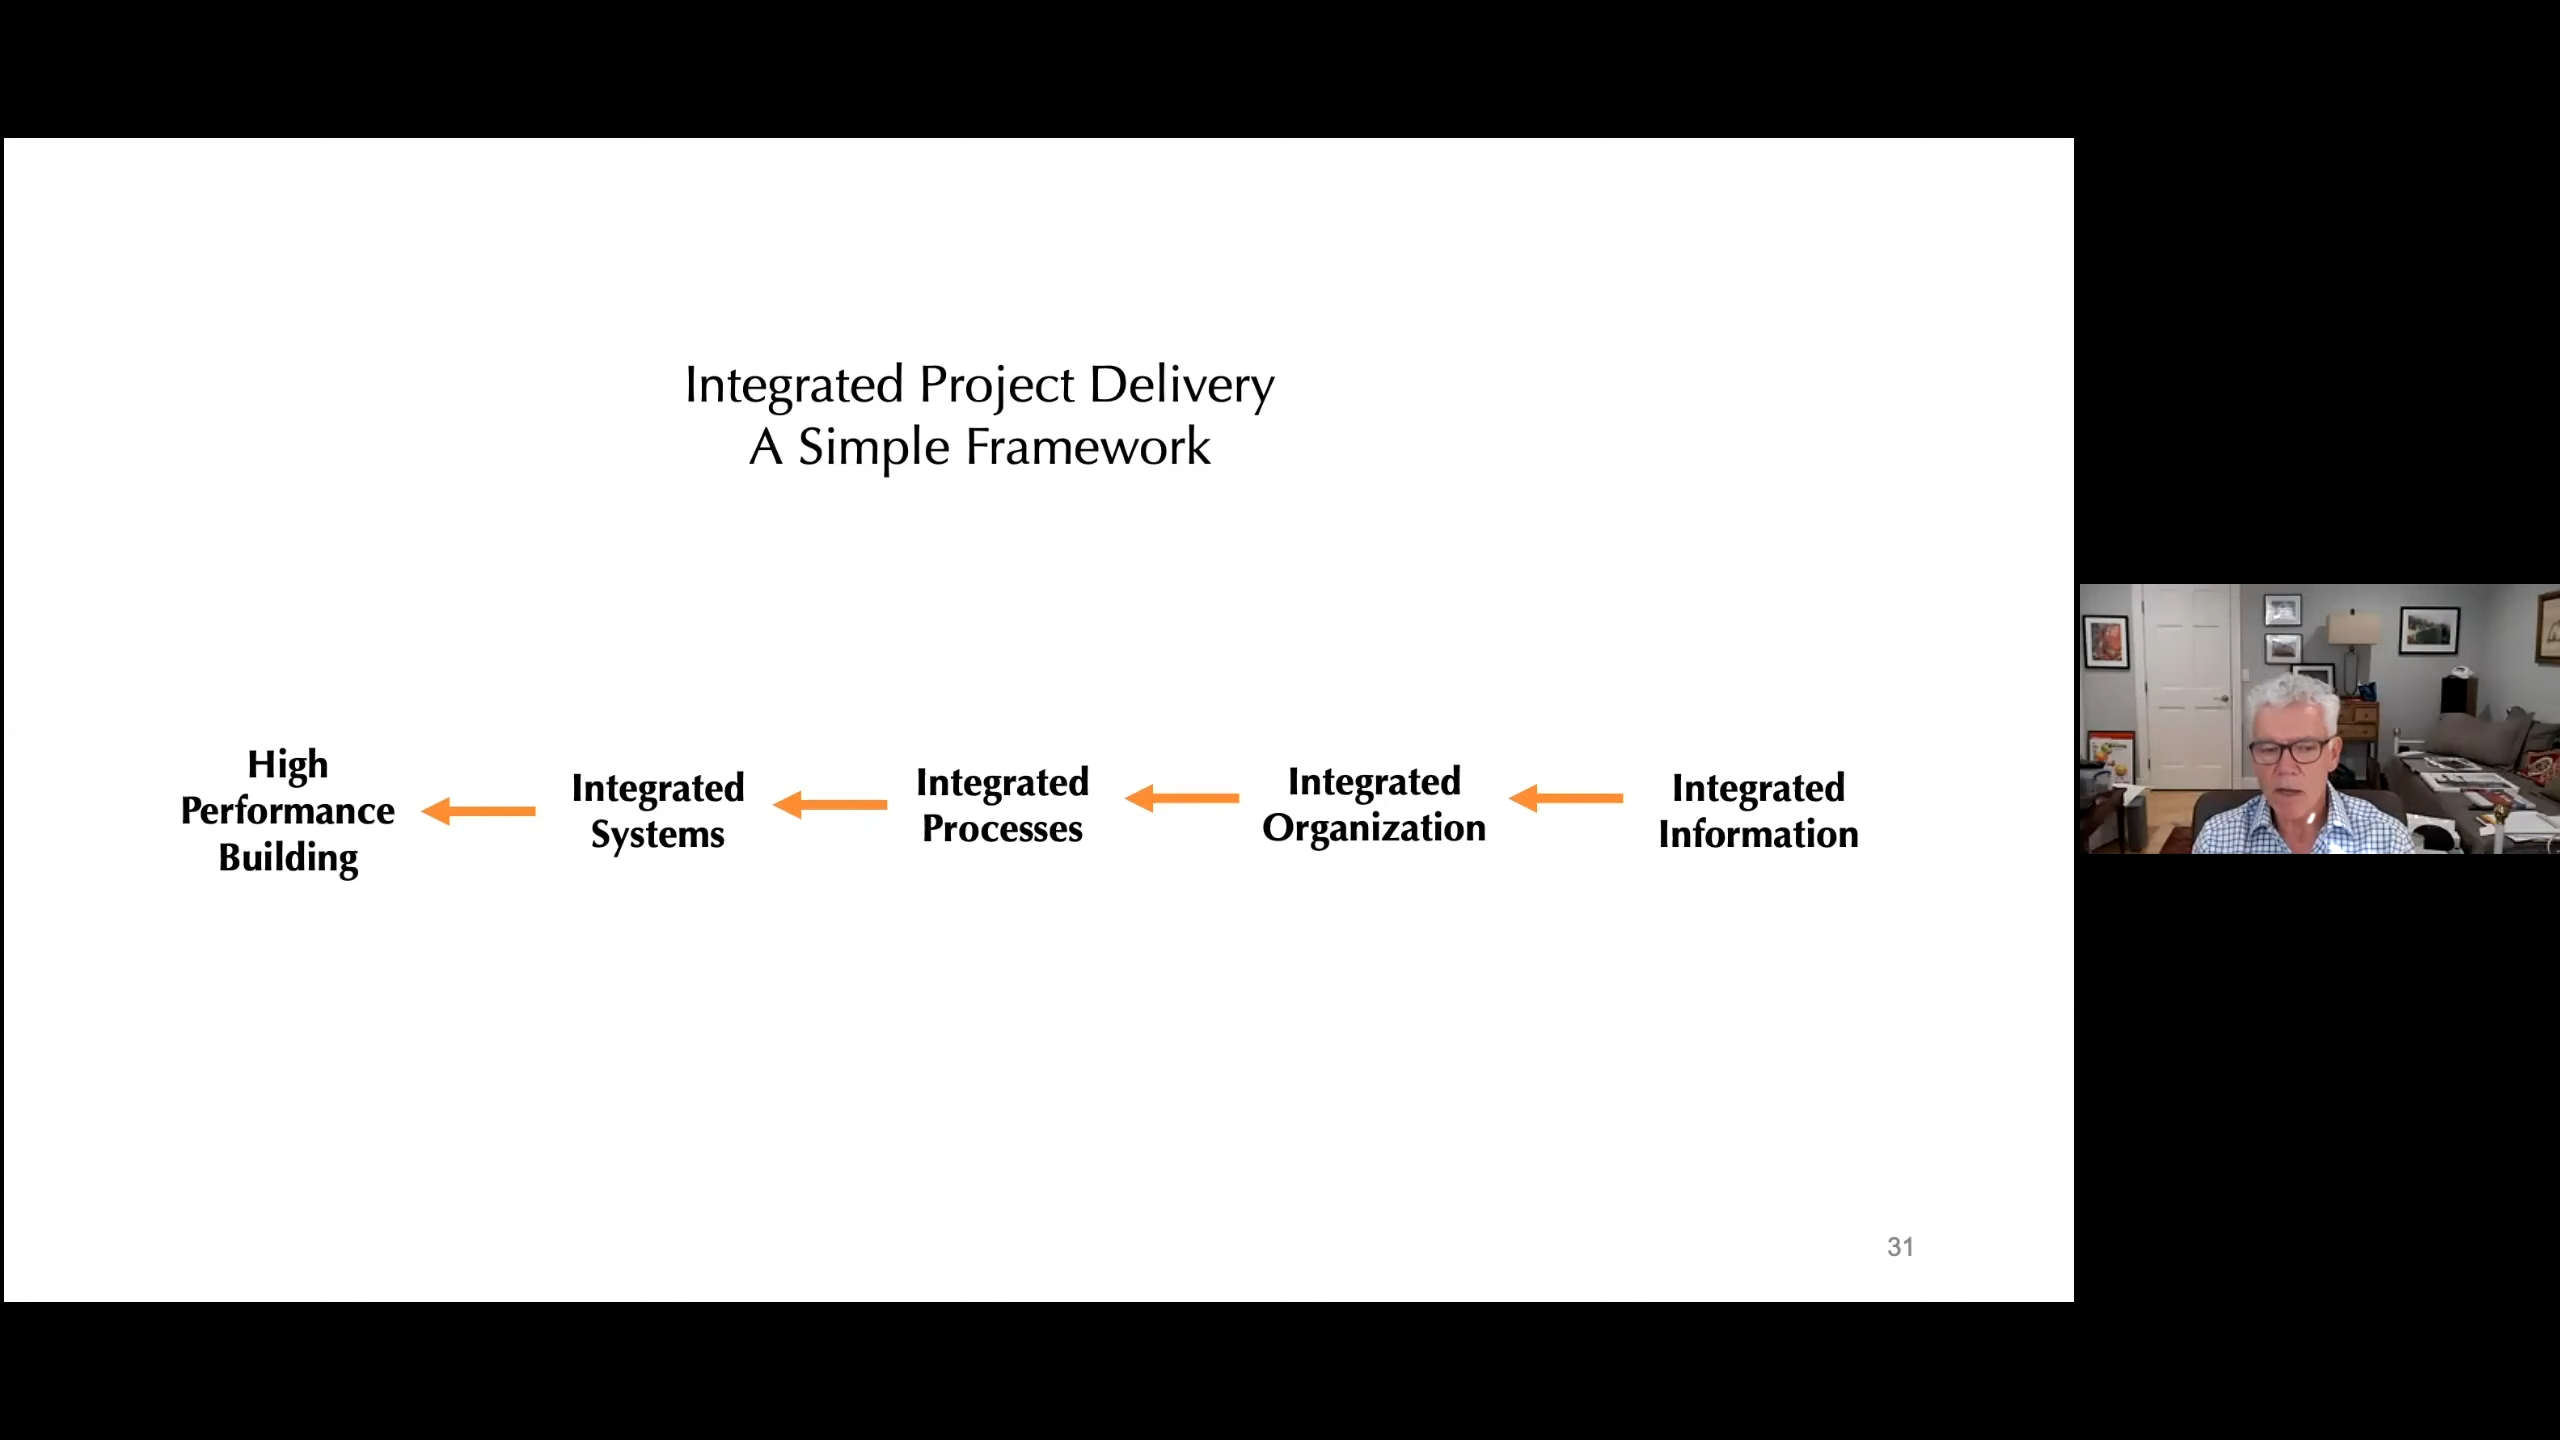 Integrated Project Delivery
A Simple Framework
High
Performance
Building
Integrated
Systems
Integrated
Processes
Integrated
Organization
Integrated
Information
31